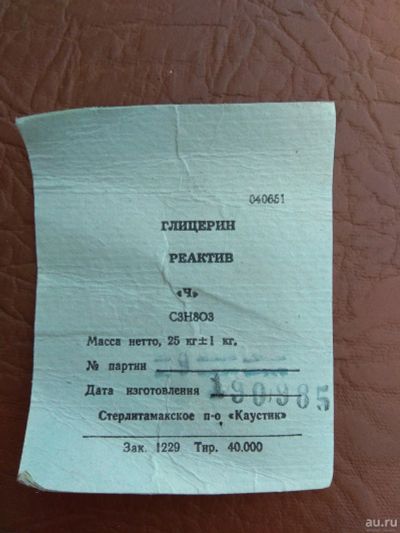 040651
ГЛИЦЕРИН
РЕАКТИВ
«Ч»
C3H8O3
Масса нетто, 25 кг±1 кг.
№ партии
Дата изготовления 190985
Стерлитамакское п-о «Каустик»
Зак. 1229 Тир. 40.000
au.ru